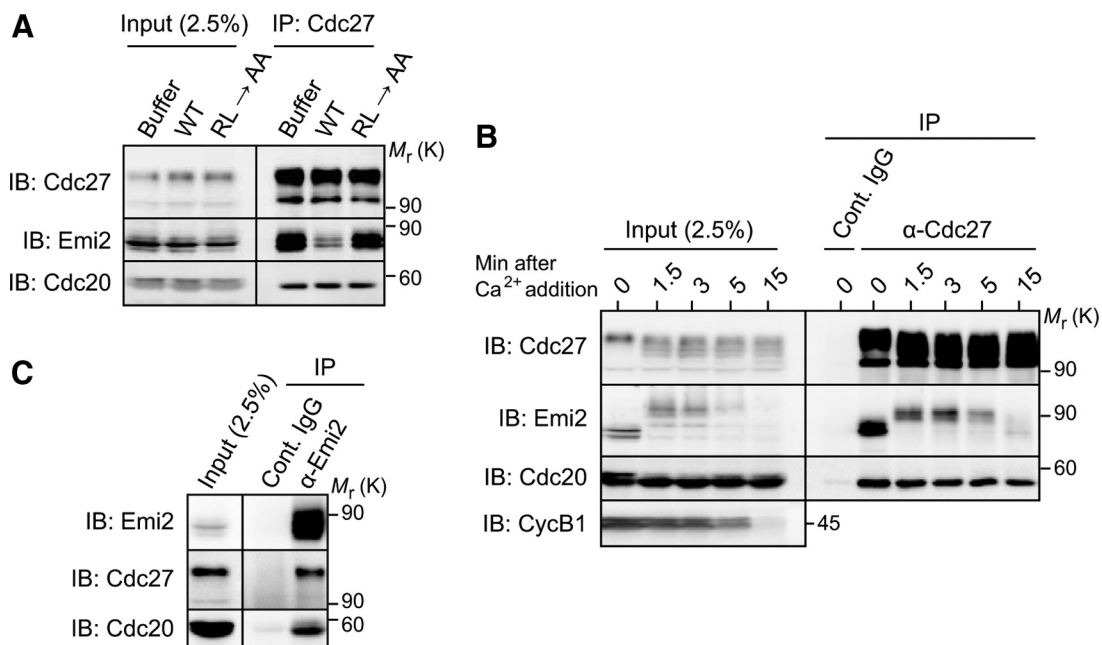 A
Input (2.5%) IP: Cdc27
Buffer WT RL → AA Buffer WT RL → AA
Mr (K)
IB: Cdc27
90
IB: Emi2
90
IB: Cdc20
60
B
IP
Cont. IgG
Input (2.5%) α-Cdc27
Min after
Ca2+ addition
0 1.5 3 5 15 0 0 1.5 3 5 15
Mr (K)
IB: Cdc27
90
IB: Emi2
90
IB: Cdc20
60
IB: CycB1
45
C
IP
Input (2.5%) Cont. IgG α-Emi2
Mr (K)
IB: Emi2
90
IB: Cdc27
90
IB: Cdc20
60